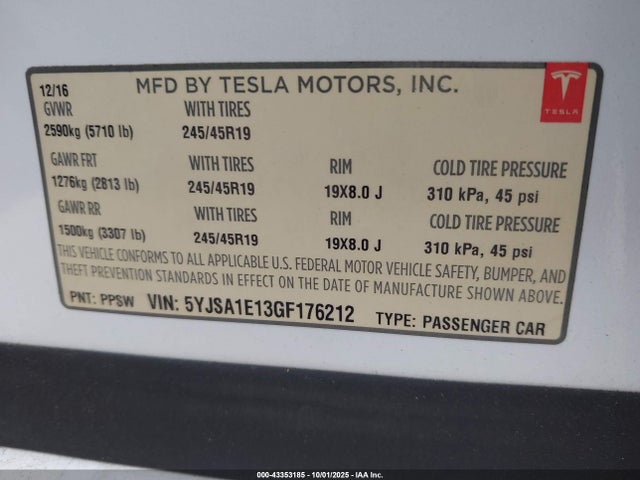 12/16 MFD BY TESLA MOTORS, INC.
TESLA
GVWR WITH TIRES
2590kg (5710 lb) 245/45R19
GAWR FRT WITH TIRES RIM COLD TIRE PRESSURE
1276kg (2813 lb) 245/45R19 19X8.0 J 310 kPa, 45 psi
GAWR RR WITH TIRES RIM COLD TIRE PRESSURE
1500kg (3307 lb) 245/45R19 19X8.0 J 310 kPa, 45 psi
THIS VEHICLE CONFORMS TO ALL APPLICABLE U.S. FEDERAL MOTOR VEHICLE SAFETY, BUMPER, AND
THEFT PREVENTION STANDARDS IN EFFECT ON THE DATE OF MANUFACTURE SHOWN ABOVE.
PNT: PPSW VIN: 5YJSA1E13GF176212 TYPE: PASSENGER CAR
000-43353185 - 10/01/2025 - IAA Inc.